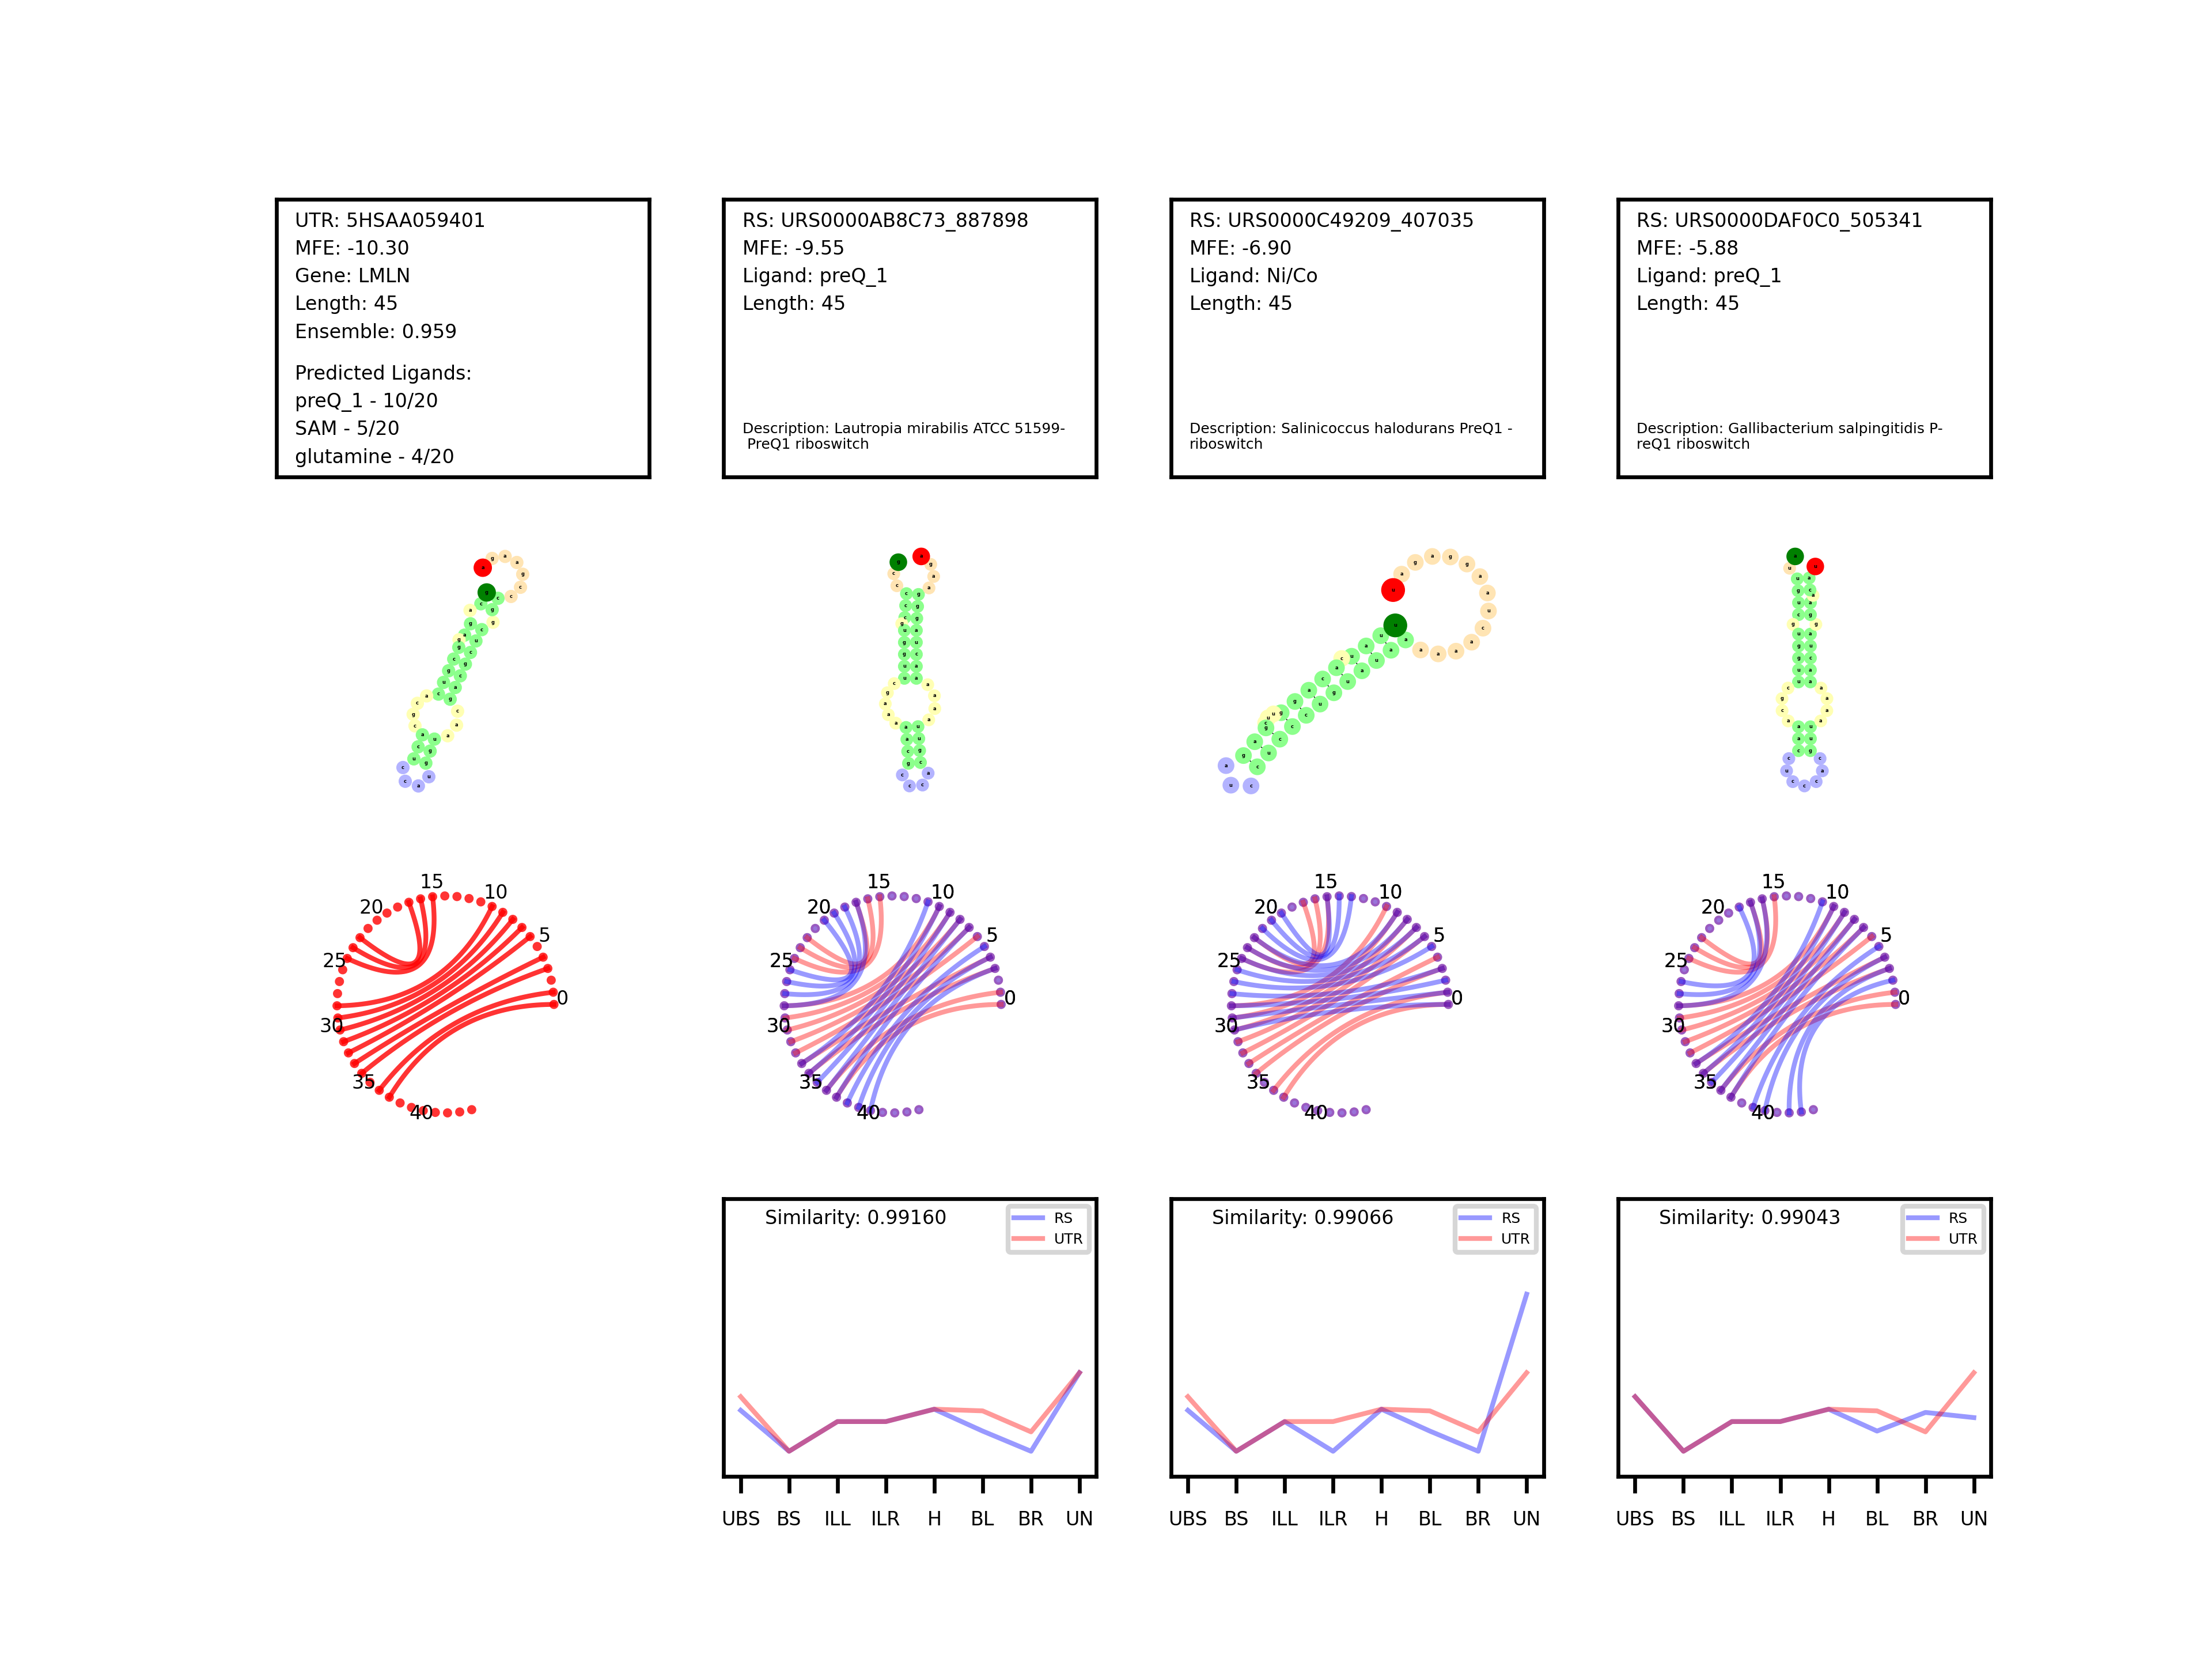 UTR: 5HSAA059401
MFE: -10.30
Gene: LMLN
Length: 45
Ensemble: 0.959
Predicted Ligands:
preQ_1 - 10/20
SAM - 5/20
glutamine - 4/20
RS: URS0000AB8C73_887898
MFE: -9.55
Ligand: preQ_1
Length: 45
Description: Lautropia mirabilis ATCC 51599-
PreQ1 riboswitch
RS: URS0000C49209_407035
MFE: -6.90
Ligand: Ni/Co
Length: 45
Description: Salinicoccus halodurans PreQ1 -
riboswitch
RS: URS0000DAF0C0_505341
MFE: -5.88
Ligand: preQ_1
Length: 45
Description: Gallibacterium salpingitidis P-
reQ1 riboswitch
0
5
10
15
20
25
30
35
40
0
5
10
15
20
25
30
35
40
0
5
10
15
20
25
30
35
40
0
5
10
15
20
25
30
35
40
Similarity: 0.99160
RS
UTR
UBS BS ILL ILR H BL BR UN
Similarity: 0.99066
RS
UTR
UBS BS ILL ILR H BL BR UN
Similarity: 0.99043
RS
UTR
UBS BS ILL ILR H BL BR UN